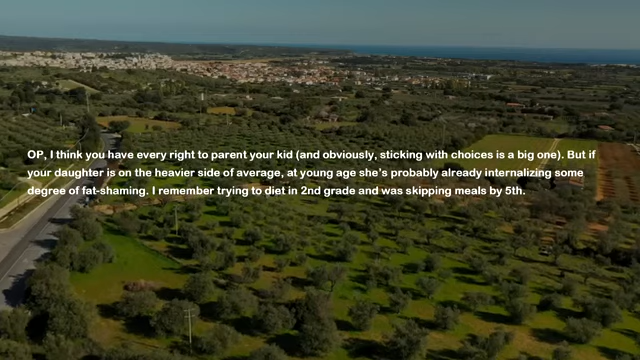 OP, I think you have every right to parent your kid (and obviously, sticking with choices is a big one). But if
your daughter is on the heavier side of average, at young age she's probably already internalizing some
degree of fat-shaming. I remember trying to diet in 2nd grade and was skipping meals by 5th.